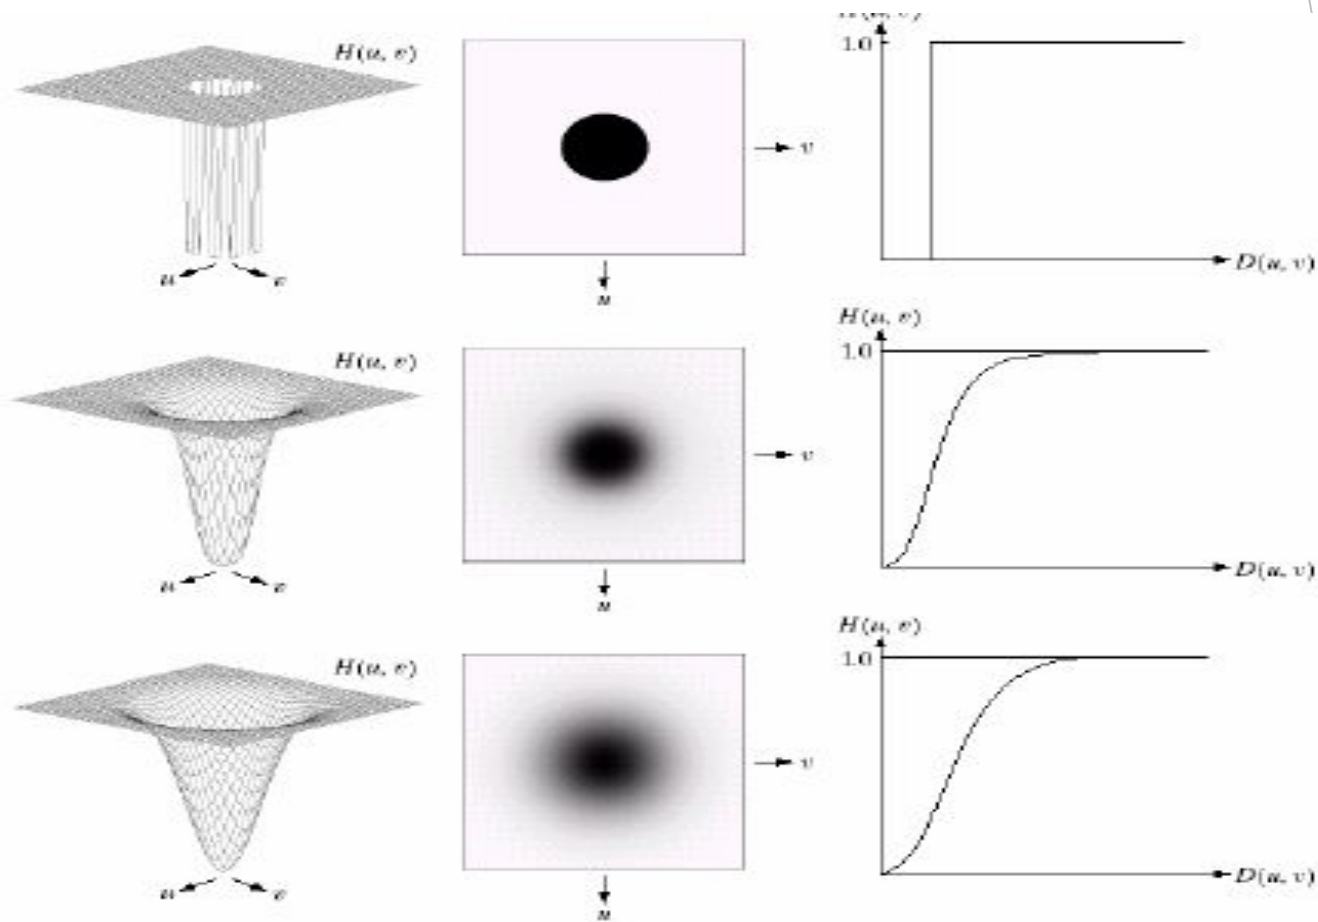 H(u, v)
H(u, v)
1.0
v
u
D(u, v)
u v
H(u, v)
H(u, v)
1.0
v
u
D(u, v)
u v
H(u, v)
H(u, v)
1.0
v
u
D(u, v)
u v